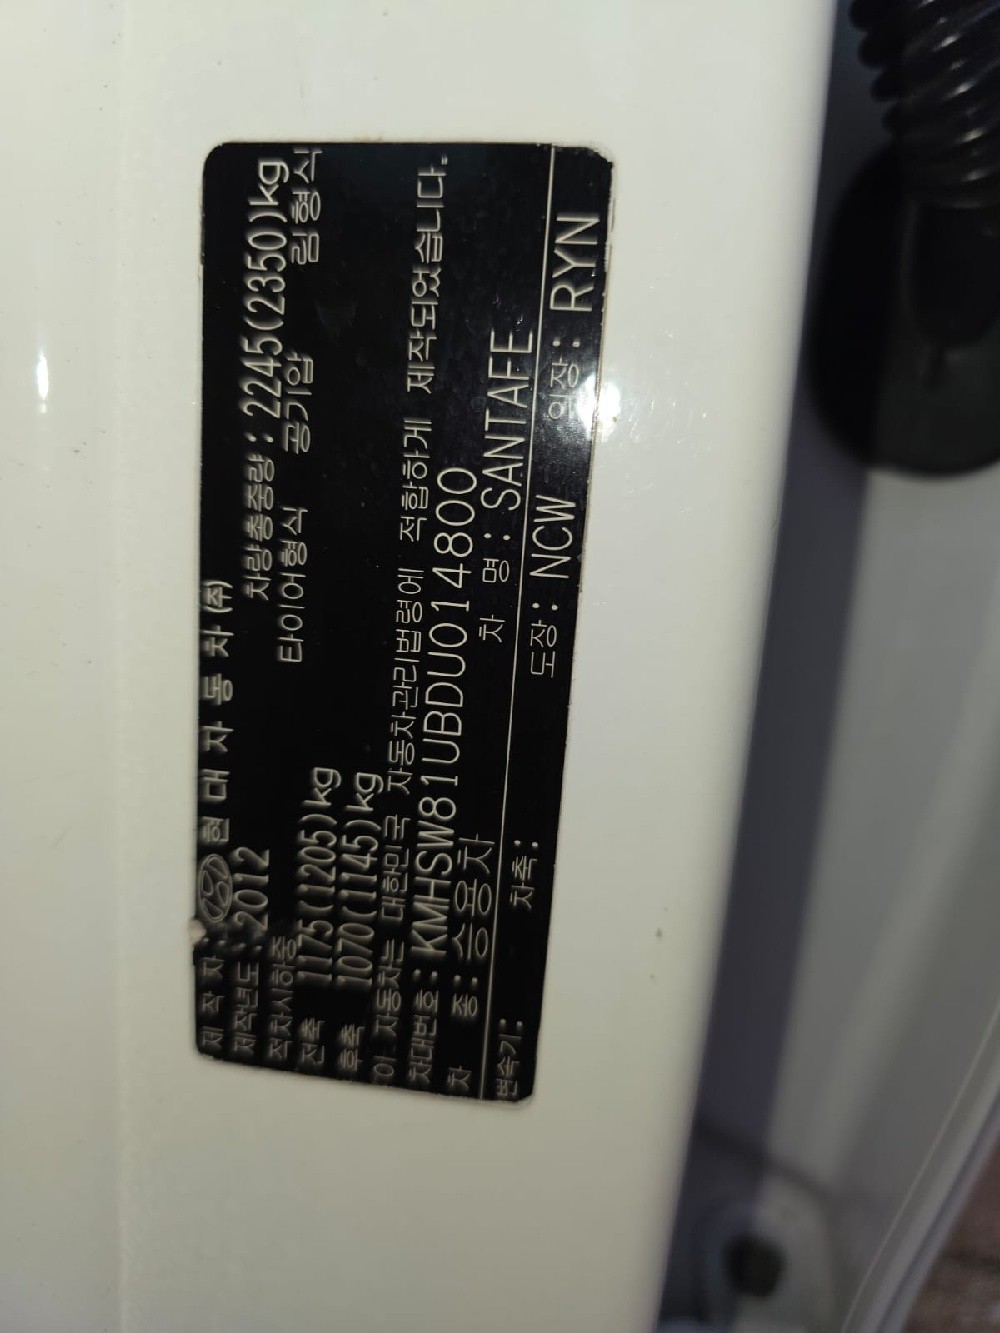 제 작 자: 현 대 자 동 차 (주)
제작년도: 2012 차량총중량: 2245(2350)kg
적차시하중 타이어형식 공기압 림형식
전축 1175(1205)kg
후축 1070(1145)kg
이 자동차는 대한민국 자동차관리법령에 적합하게 제작되었습니다.
차대번호: KMHSW81UBDU014800
차 종: 승용차 차 명: SANTAFE
변속기: 차축: 도장: NCW 의장: RYN